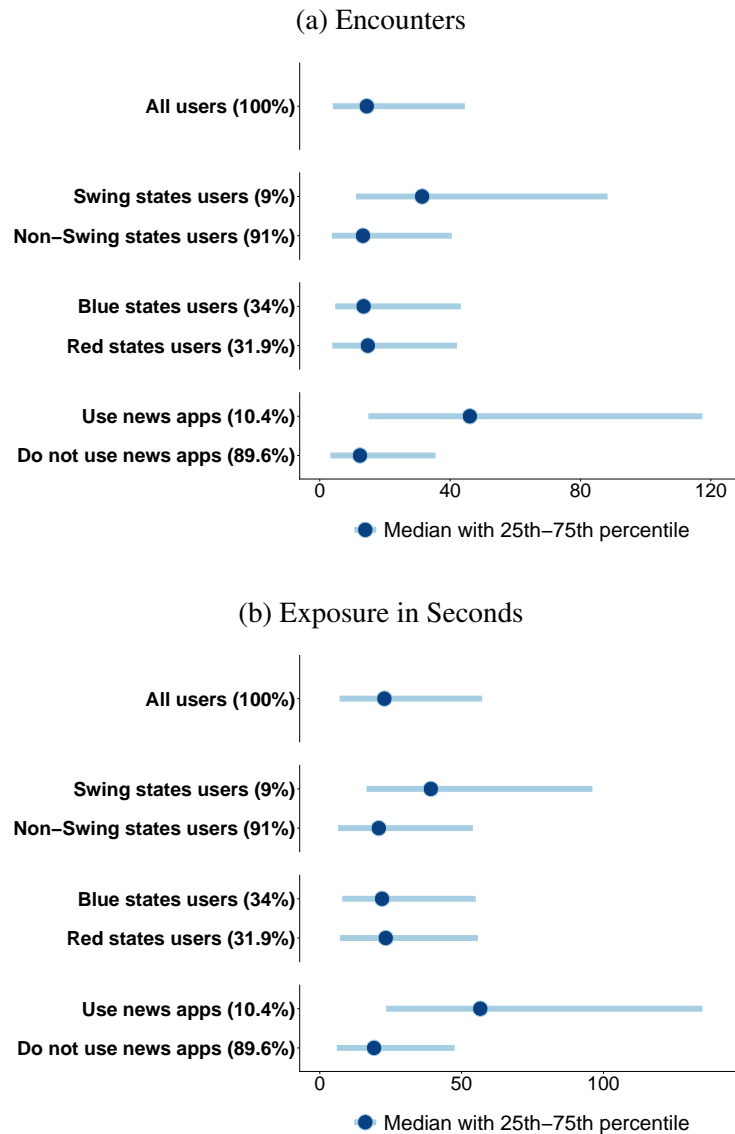 (a) Encounters
All users (100%)
Swing states users (9%)
Non−Swing states users (91%)
Blue states users (34%)
Red states users (31.9%)
Use news apps (10.4%)
Do not use news apps (89.6%)
0 40 80 120
Median with 25th−75th percentile
(b) Exposure in Seconds
All users (100%)
Swing states users (9%)
Non−Swing states users (91%)
Blue states users (34%)
Red states users (31.9%)
Use news apps (10.4%)
Do not use news apps (89.6%)
0 50 100
Median with 25th−75th percentile